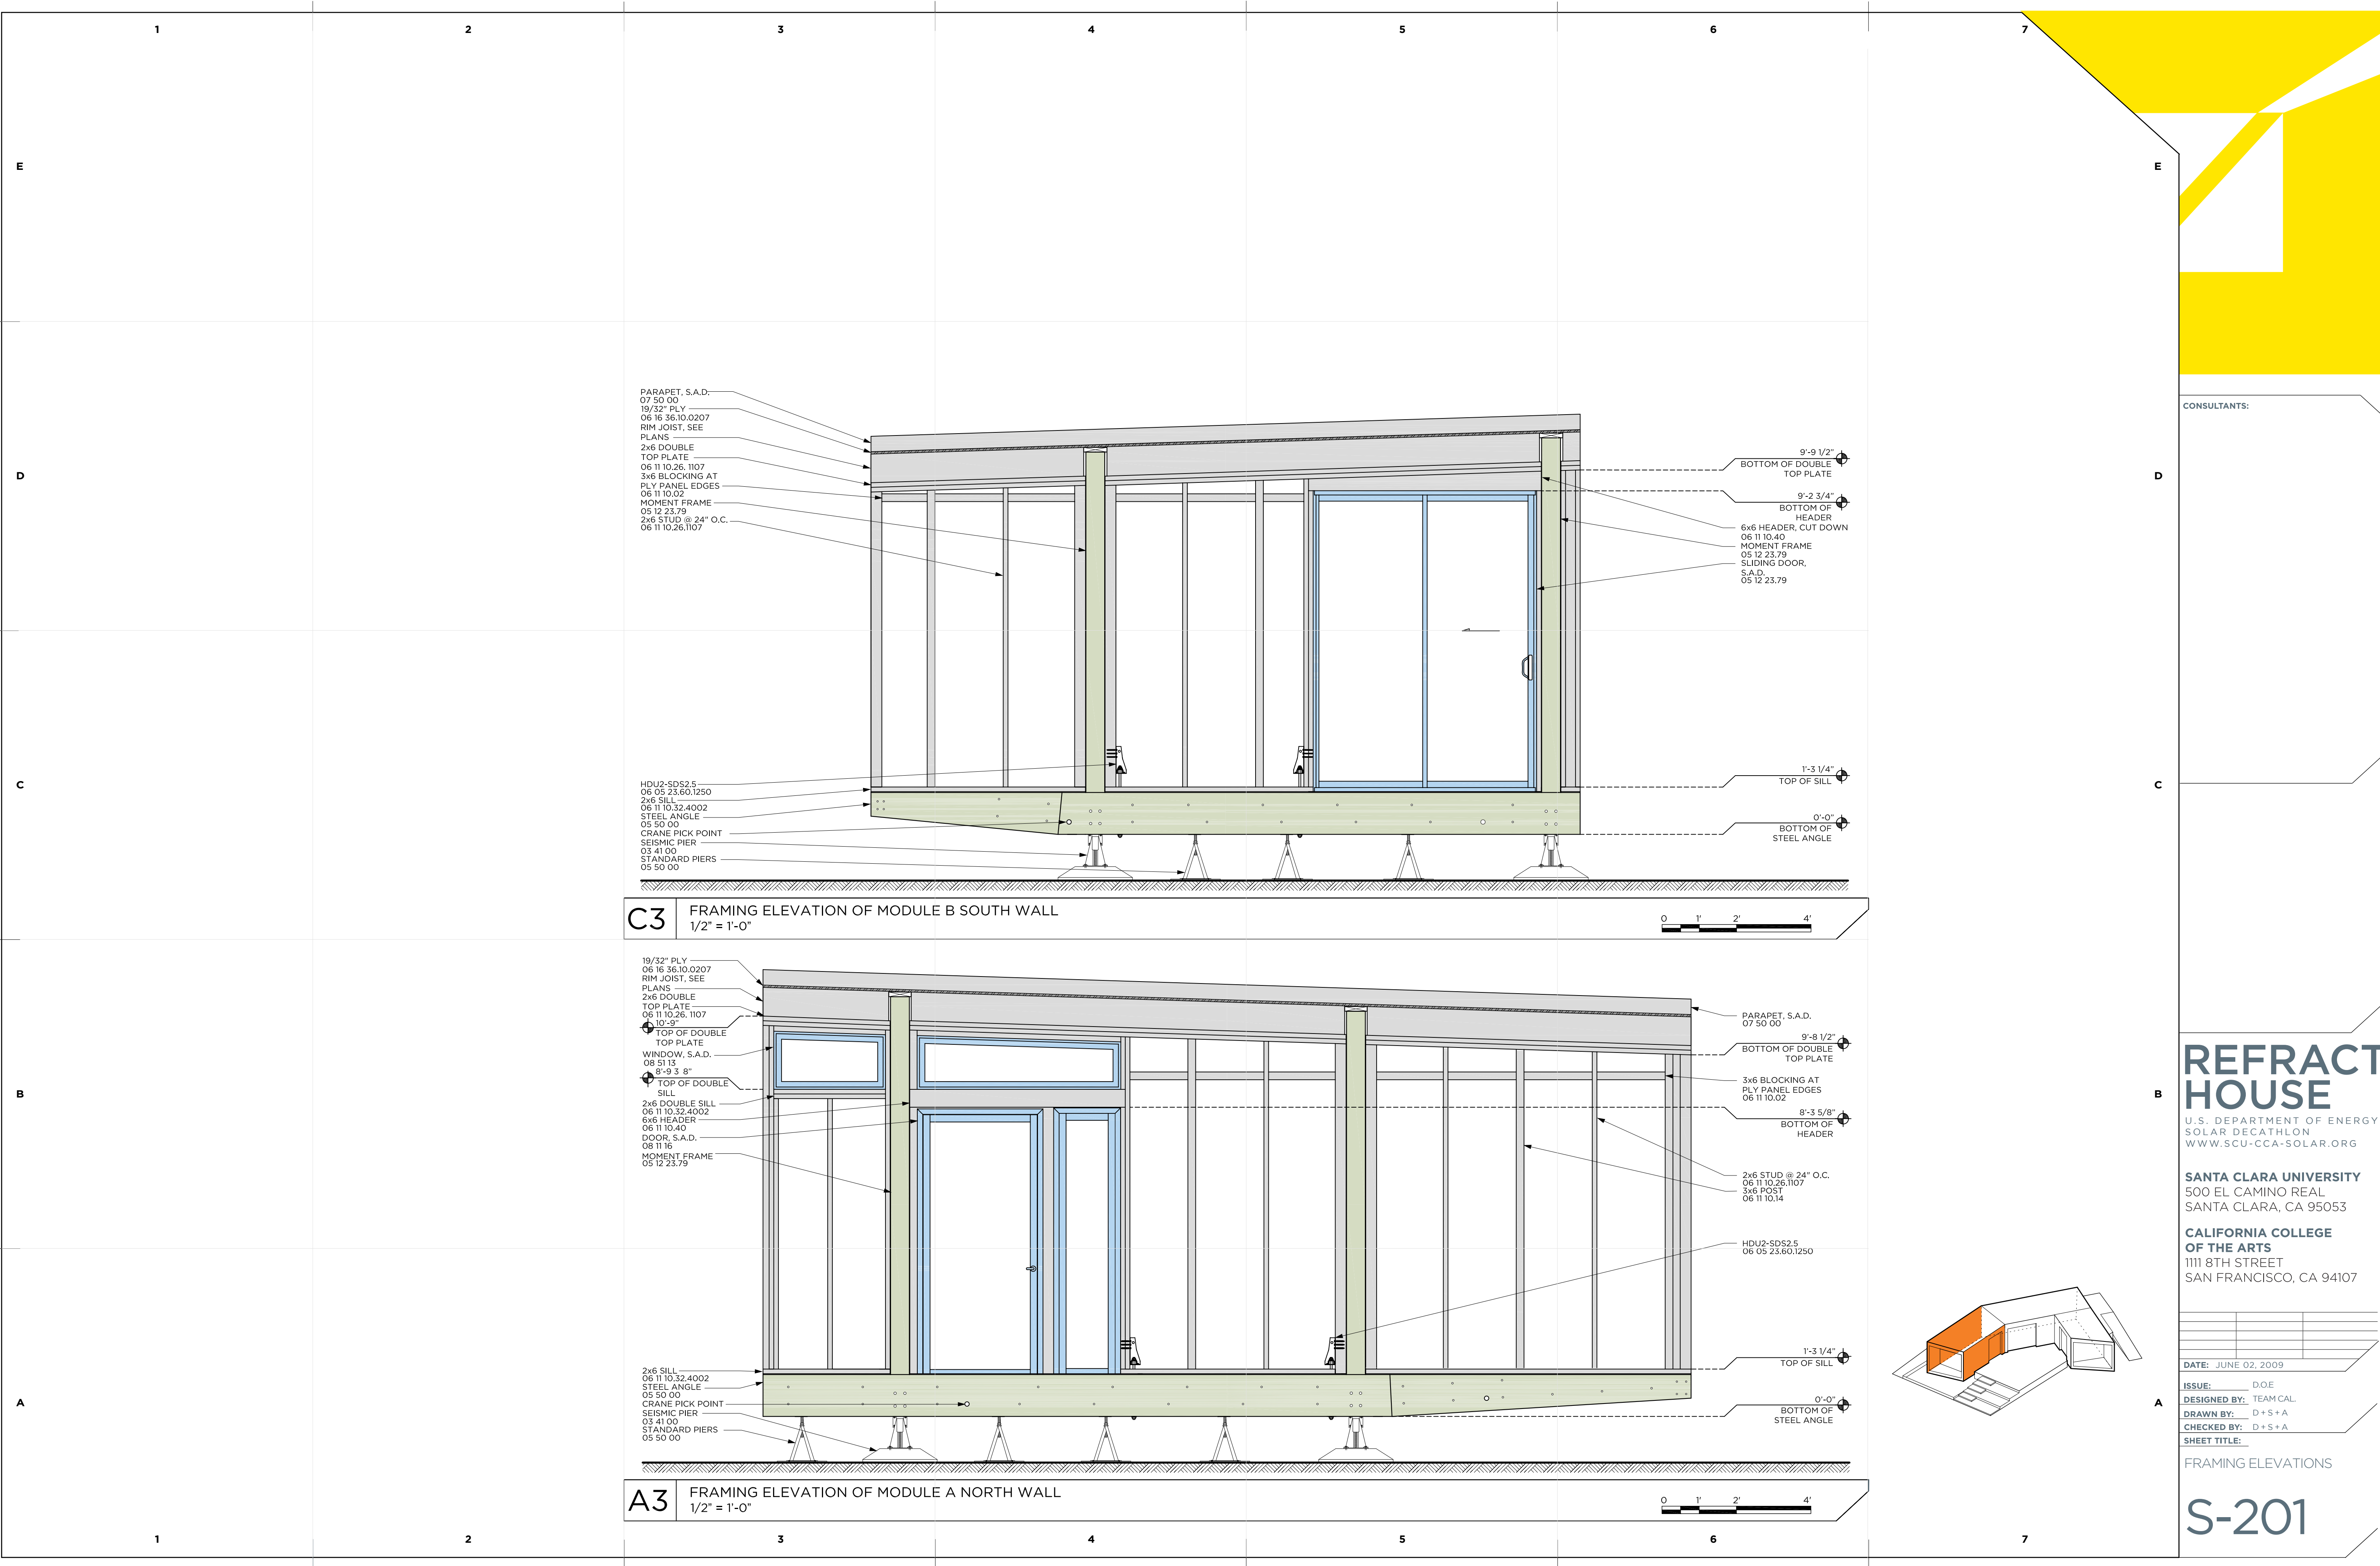 1 2 3 4 5 6 7
E E
D D
C C
B B
A A
PARAPET, S.A.D.
07 50 00
19/32" PLY
06 16 36.10.0207
RIM JOIST, SEE
PLANS
2x6 DOUBLE
TOP PLATE
06 11 10.26. 1107
3x6 BLOCKING AT
PLY PANEL EDGES
06 11 10.02
MOMENT FRAME
05 12 23.79
2x6 STUD @ 24" O.C.
06 11 10.26.1107
HDU2-SDS2.5
06 05 23.60.1250
2x6 SILL
06 11 10.32.4002
STEEL ANGLE
05 50 00
CRANE PICK POINT
SEISMIC PIER
03 41 00
STANDARD PIERS
05 50 00
9'-9 1/2"
BOTTOM OF DOUBLE
TOP PLATE
9'-2 3/4"
BOTTOM OF
HEADER
6x6 HEADER, CUT DOWN
06 11 10.40
MOMENT FRAME
05 12 23.79
SLIDING DOOR,
S.A.D.
05 12 23.79
1'-3 1/4"
TOP OF SILL
0'-0"
BOTTOM OF
STEEL ANGLE
C3
FRAMING ELEVATION OF MODULE B SOUTH WALL
1/2" = 1'-0"
0 1' 2' 4'
19/32" PLY
06 16 36.10.0207
RIM JOIST, SEE
PLANS
2x6 DOUBLE
TOP PLATE
06 11 10.26. 1107
10'-9"
TOP OF DOUBLE
TOP PLATE
WINDOW, S.A.D.
08 51 13
8'-9 3 8"
TOP OF DOUBLE
SILL
2x6 DOUBLE SILL
06 11 10.32.4002
6x6 HEADER
06 11 10.40
DOOR, S.A.D.
08 11 16
MOMENT FRAME
05 12 23.79
2x6 SILL
06 11 10.32.4002
STEEL ANGLE
05 50 00
CRANE PICK POINT
SEISMIC PIER
03 41 00
STANDARD PIERS
05 50 00
PARAPET, S.A.D.
07 50 00
9'-8 1/2"
BOTTOM OF DOUBLE
TOP PLATE
3x6 BLOCKING AT
PLY PANEL EDGES
06 11 10.02
8'-3 5/8"
BOTTOM OF
HEADER
2x6 STUD @ 24" O.C.
06 11 10.26.1107
3x6 POST
06 11 10.14
HDU2-SDS2.5
06 05 23.60.1250
1'-3 1/4"
TOP OF SILL
0'-0"
BOTTOM OF
STEEL ANGLE
A3
FRAMING ELEVATION OF MODULE A NORTH WALL
1/2" = 1'-0"
0 1' 2' 4'
1 2 3 4 5 6 7
CONSULTANTS:
REFRACT
HOUSE
U.S. DEPARTMENT OF ENERGY
SOLAR DECATHLON
WWW.SCU-CCA-SOLAR.ORG
SANTA CLARA UNIVERSITY
500 EL CAMINO REAL
SANTA CLARA, CA 95053
CALIFORNIA COLLEGE
OF THE ARTS
1111 8TH STREET
SAN FRANCISCO, CA 94107
DATE: JUNE 02, 2009
ISSUE: D.O.E
DESIGNED BY: TEAM CAL.
DRAWN BY: D + S + A
CHECKED BY: D + S + A
SHEET TITLE:
FRAMING ELEVATIONS
S-201